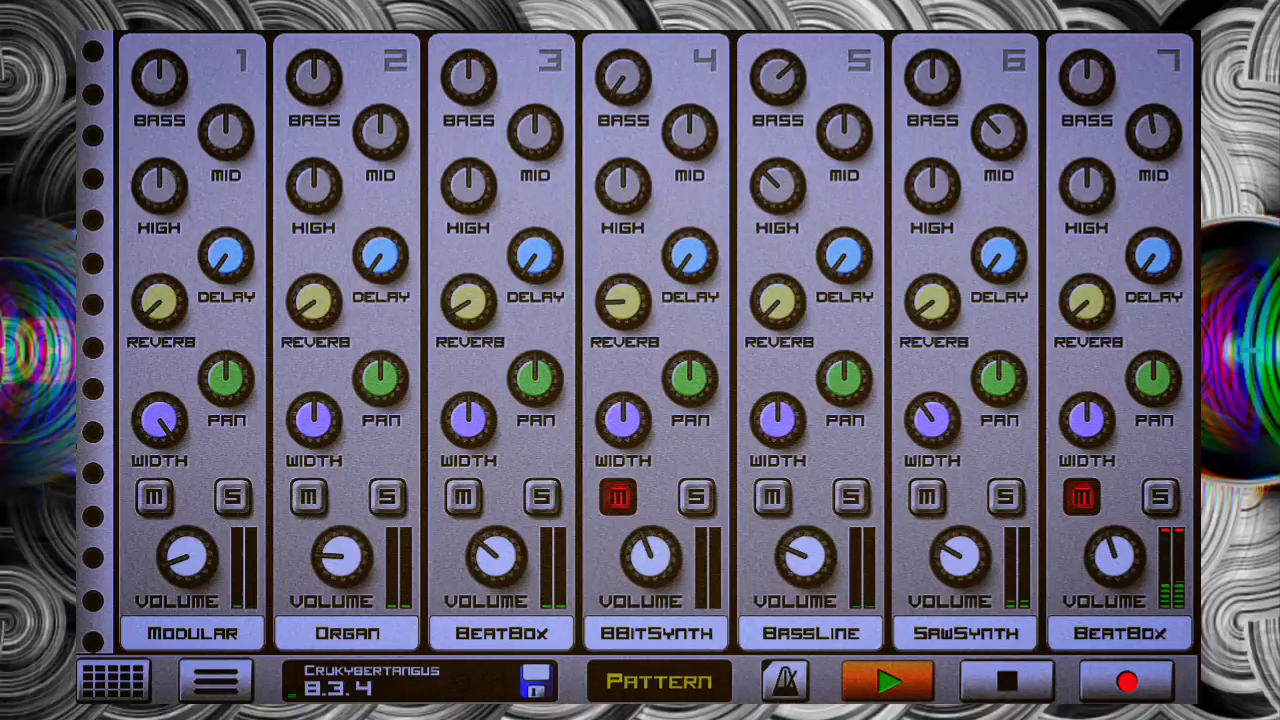 1 2 3 4 5 6 7
BASS BASS BASS BASS BASS BASS BASS
MID MID MID MID MID MID MID
HIGH HIGH HIGH HIGH HIGH HIGH HIGH
DELAY DELAY DELAY DELAY DELAY DELAY DELAY
REVERB REVERB REVERB REVERB REVERB REVERB REVERB
PAN PAN PAN PAN PAN PAN PAN
WIDTH WIDTH WIDTH WIDTH WIDTH WIDTH WIDTH
M S M S M S M S M S M S M S
VOLUME VOLUME VOLUME VOLUME VOLUME VOLUME VOLUME
MODULAR ORGAN BEATBOX 8BITSYNTH BASSLINE SAWSYNTH BEATBOX
CRUKYBERTANGUS
8.3.4
PATTERN